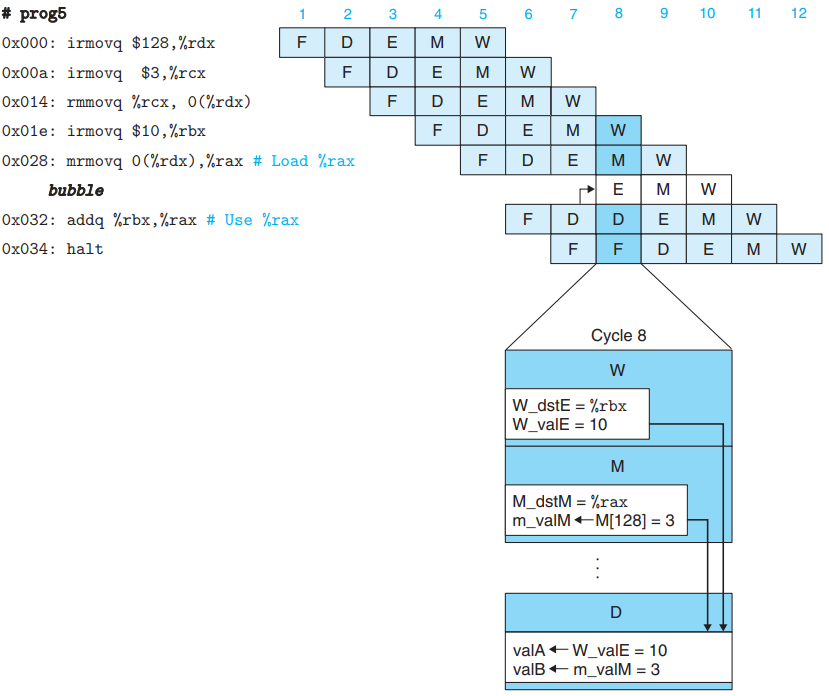 # prog5 1 2 3 4 5 6 7 8 9 10 11 12
0x000: irmovq $128,%rdx F D E M W
0x00a: irmovq $3,%rcx F D E M W
0x014: rmmovq %rcx, 0(%rdx) F D E M W
0x01e: irmovq $10,%rbx F D E M W
0x028: mrmovq 0(%rdx),%rax # Load %rax F D E M W
bubble E M W
0x032: addq %rbx,%rax # Use %rax F D D E M W
0x034: halt F F D E M W
Cycle 8
W
W_dstE = %rbx
W_valE = 10
M
M_dstM = %rax
m_valM ← M[128] = 3
⋮
D
valA ← W_valE = 10
valB ← m_valM = 3